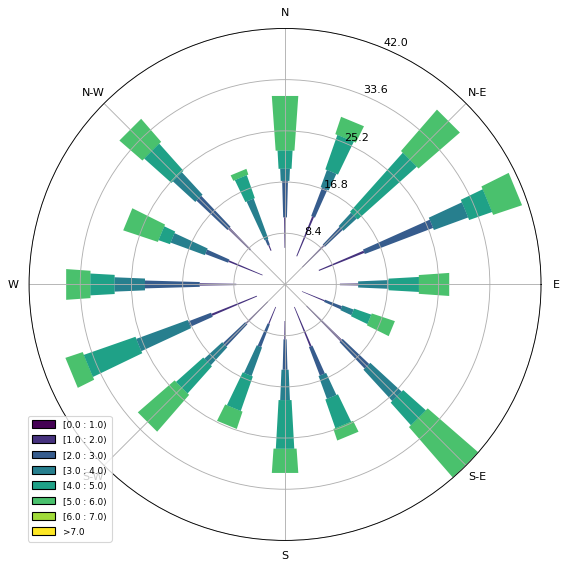 N
42.0
N-W
33.6
N-E
25.2
16.8
8.4
W
E
[0.0 : 1.0)
[1.0 : 2.0)
[2.0 : 3.0)
[3.0 : 4.0)
[4.0 : 5.0)
[5.0 : 6.0)
[6.0 : 7.0)
>7.0
S-W
S-E
S